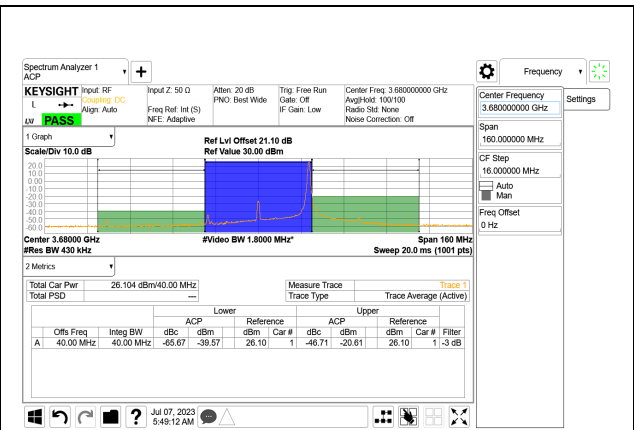 Spectrum Analyzer 1
ACP
Frequency
KEYSIGHT Input: RF Input Z: 50 Ω Atten: 20 dB Trig: Free Run Center Freq: 3.680000000 GHz
L Coupling: DC PNO: Best Wide Gate: Off Avg|Hold: 100/100
Align: Auto Freq Ref: Int (S) IF Gain: Low Radio Std: None
LXI PASS NFE: Adaptive Noise Correction: Off
Center Frequency
3.680000000 GHz
Settings
Span
160.000000 MHz
CF Step
16.000000 MHz
Auto
Man
Freq Offset
0 Hz
1 Graph
Ref Lvl Offset 21.10 dB
Scale/Div 10.0 dB Ref Value 30.00 dBm
20.0
10.0
0.00
-10.0
-20.0
-30.0
-40.0
-50.0
-60.0
Center 3.68000 GHz #Video BW 1.8000 MHz* Span 160 MHz
#Res BW 430 kHz Sweep 20.0 ms (1001 pts)
2 Metrics
Total Car Pwr 26.104 dBm/40.00 MHz Measure Trace Trace 1
Total PSD --- Trace Type Trace Average (Active)
Lower Upper
ACP Reference ACP Reference
Offs Freq Integ BW dBc dBm dBm Car # dBc dBm dBm Car # Filter
A 40.00 MHz 40.00 MHz -65.67 -39.57 26.10 1 -46.71 -20.61 26.10 1 -3 dB
? Jul 07, 2023
5:49:12 AM